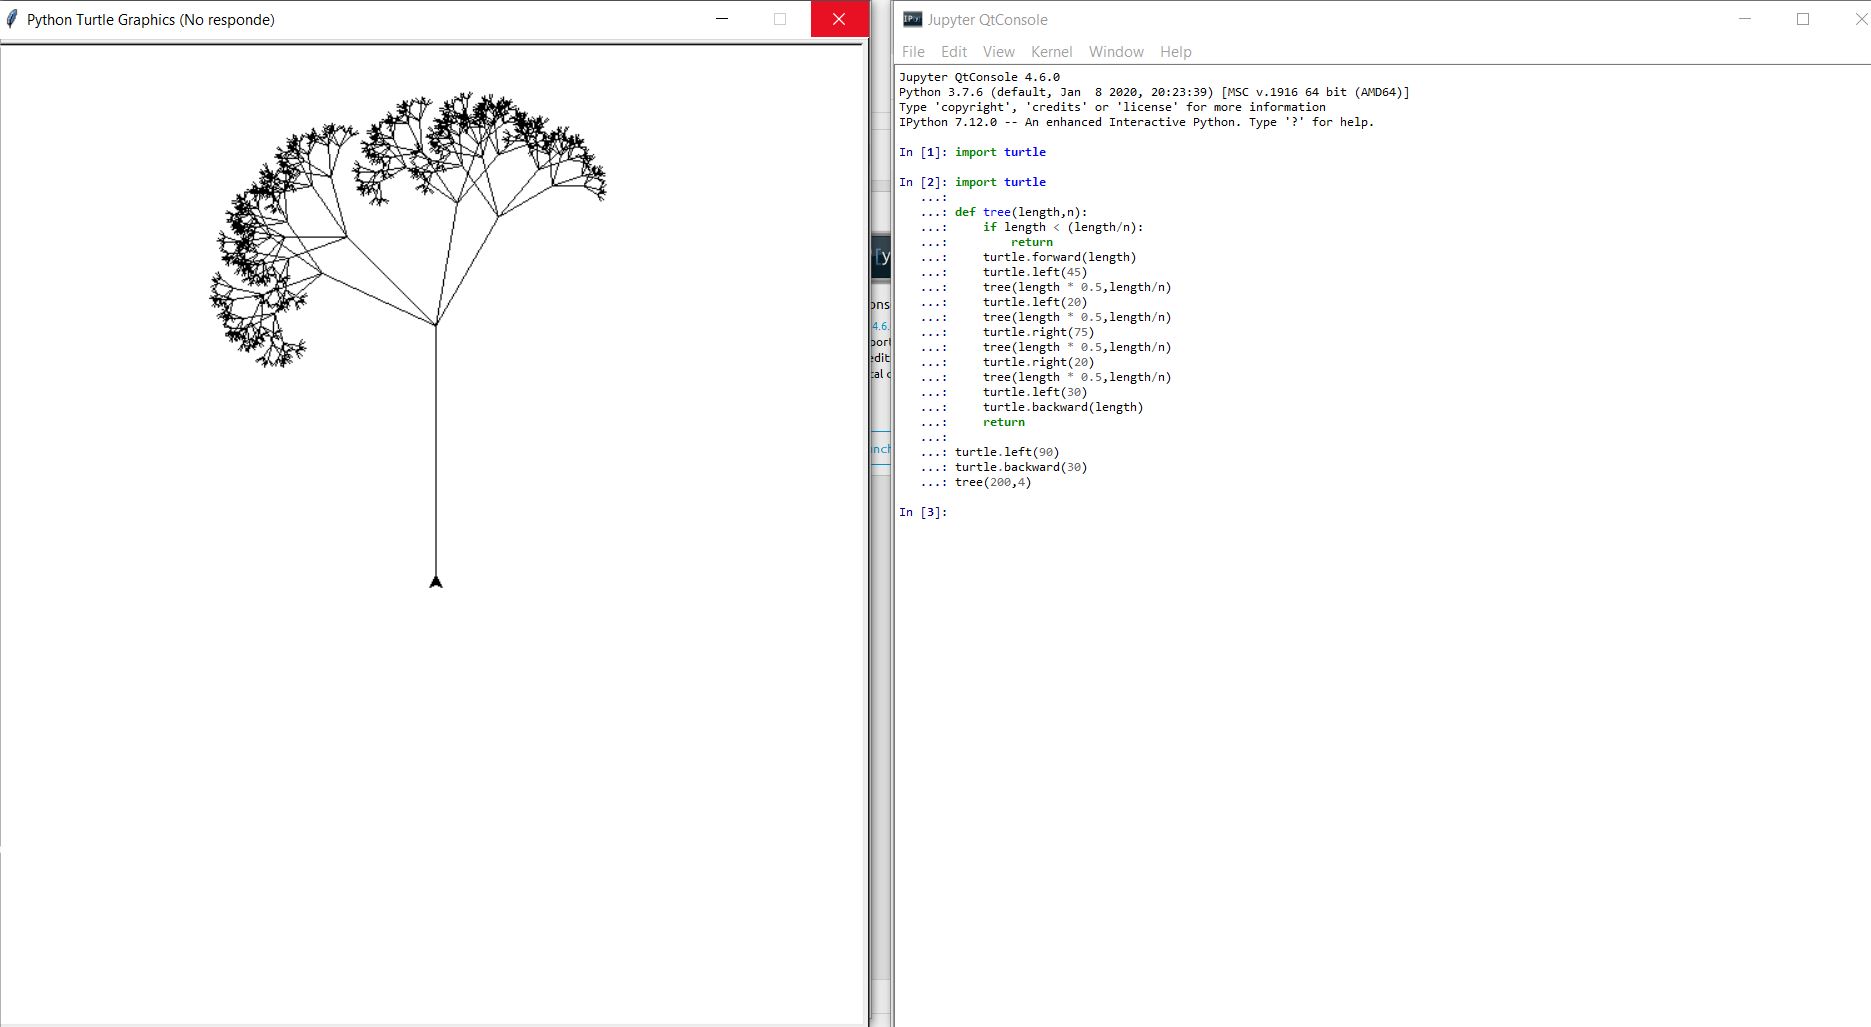 Python Turtle Graphics (No responde)
Jupyter QtConsole
File Edit View Kernel Window Help
Jupyter QtConsole 4.6.0
Python 3.7.6 (default, Jan  8 2020, 20:23:39) [MSC v.1916 64 bit (AMD64)]
Type 'copyright', 'credits' or 'license' for more information
IPython 7.12.0 -- An enhanced Interactive Python. Type '?' for help.
In [1]: import turtle
In [2]: import turtle
   ...:
   ...: def tree(length,n):
   ...:     if length < (length/n):
   ...:         return
   ...:     turtle.forward(length)
   ...:     turtle.left(45)
   ...:     tree(length * 0.5,length/n)
   ...:     turtle.left(20)
   ...:     tree(length * 0.5,length/n)
   ...:     turtle.right(75)
   ...:     tree(length * 0.5,length/n)
   ...:     turtle.right(20)
   ...:     tree(length * 0.5,length/n)
   ...:     turtle.left(30)
   ...:     turtle.backward(length)
   ...:     return
   ...:
   ...: turtle.left(90)
   ...: turtle.backward(30)
   ...: tree(200,4)
In [3]:
4.6.